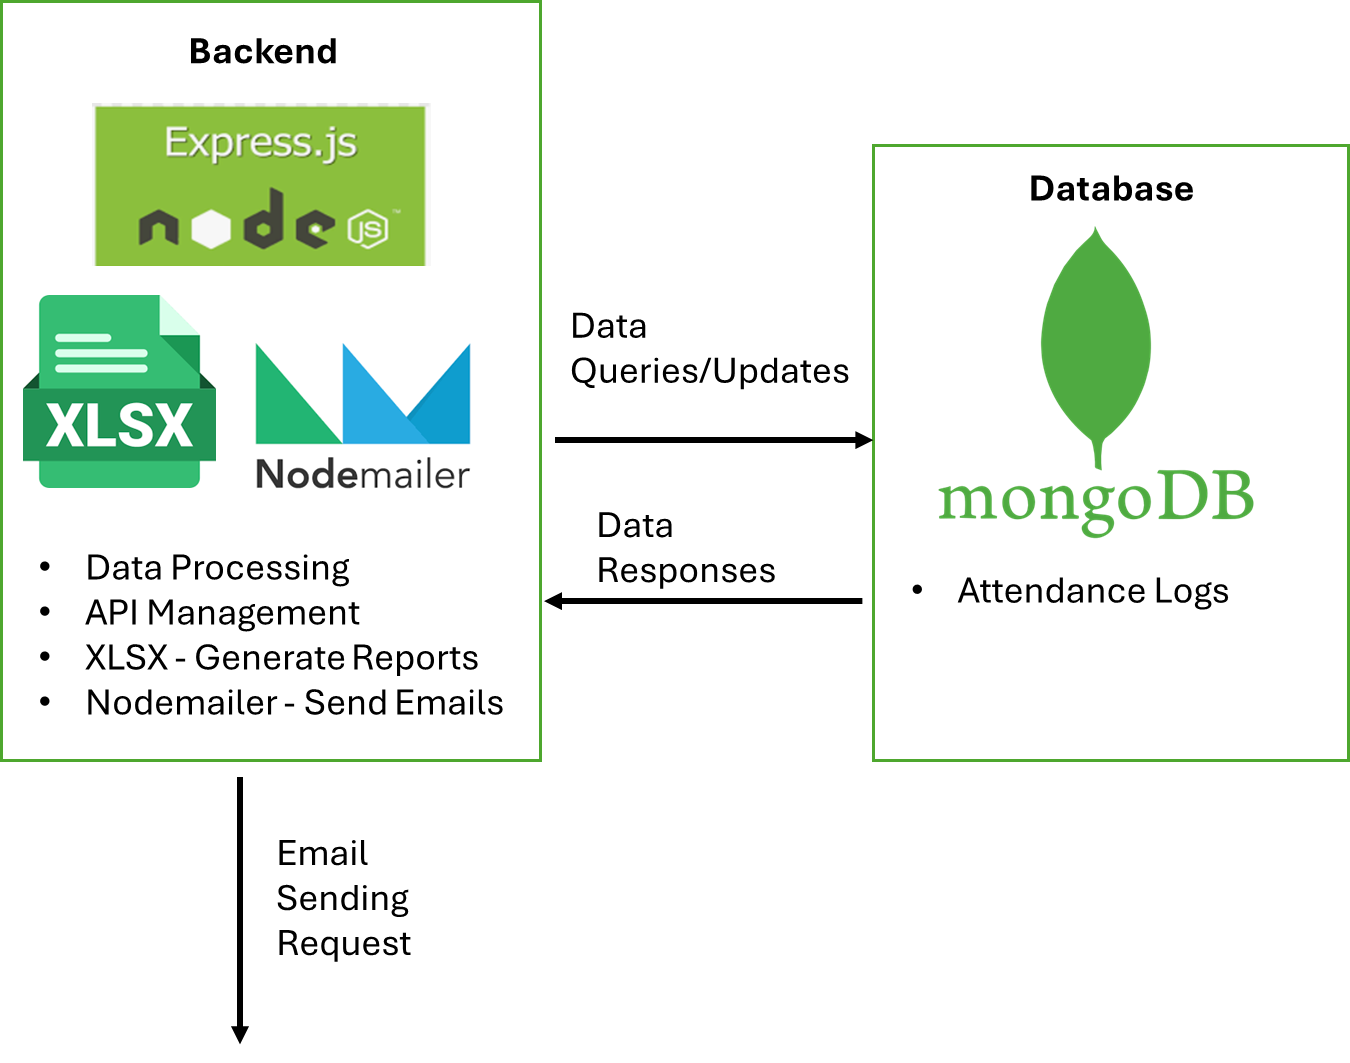 Backend
Express.js
node JS ™
XLSX
Nodemailer
• Data Processing
• API Management
• XLSX - Generate Reports
• Nodemailer - Send Emails
Data
Queries/Updates
Data
Responses
Database
mongoDB
• Attendance Logs
Email
Sending
Request